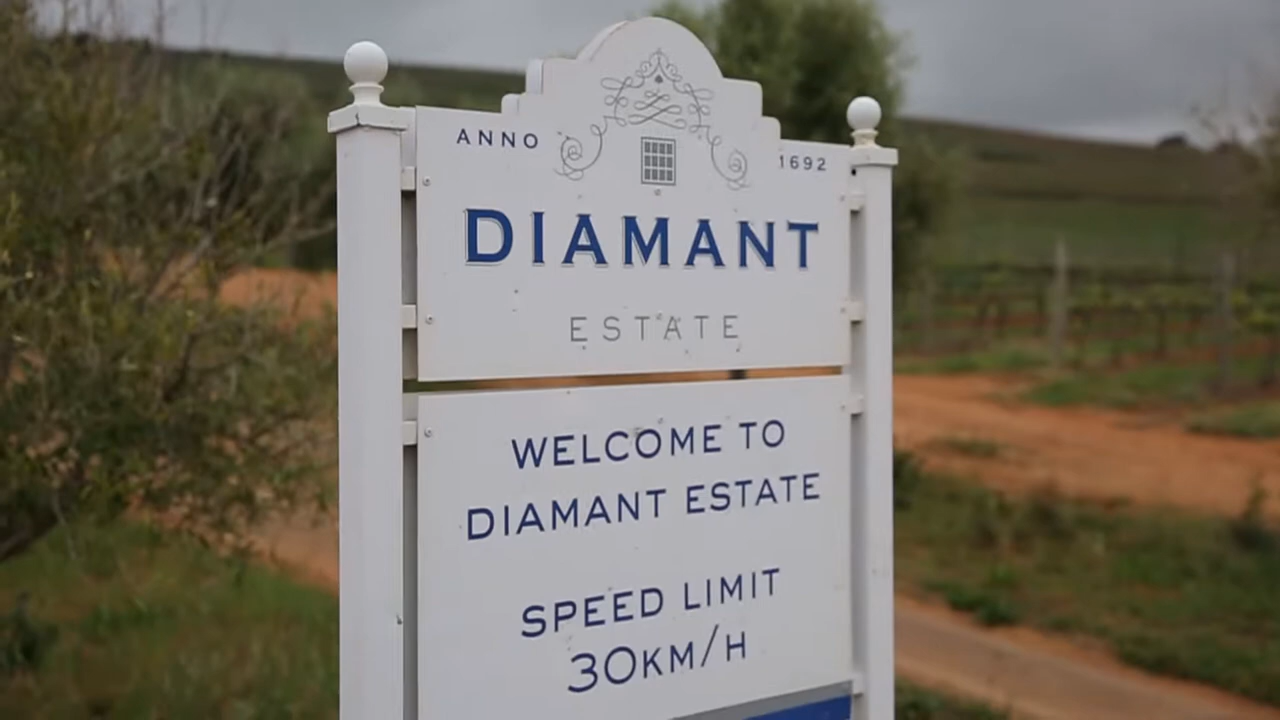 ANNO 1692
DIAMANT
ESTATE
WELCOME TO
DIAMANT ESTATE
SPEED LIMIT
30KM/H